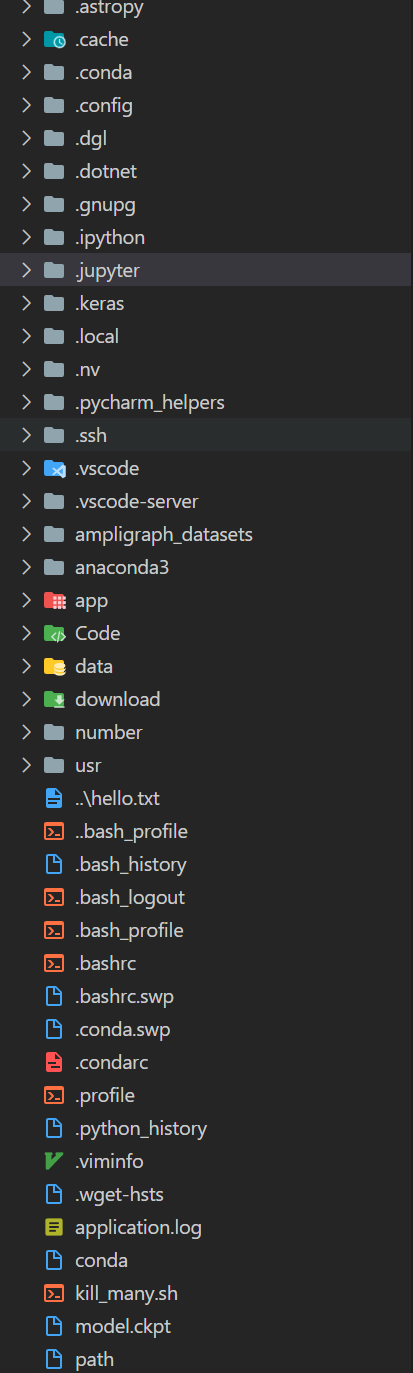 .astropy
.cache
.conda
.config
.dgl
.dotnet
.gnupg
.ipython
.jupyter
.keras
.local
.nv
.pycharm_helpers
.ssh
.vscode
.vscode-server
ampligraph_datasets
anaconda3
app
Code
data
download
number
usr
..\hello.txt
..bash_profile
.bash_history
.bash_logout
.bash_profile
.bashrc
.bashrc.swp
.conda.swp
.condarc
.profile
.python_history
.viminfo
.wget-hsts
application.log
conda
kill_many.sh
model.ckpt
path